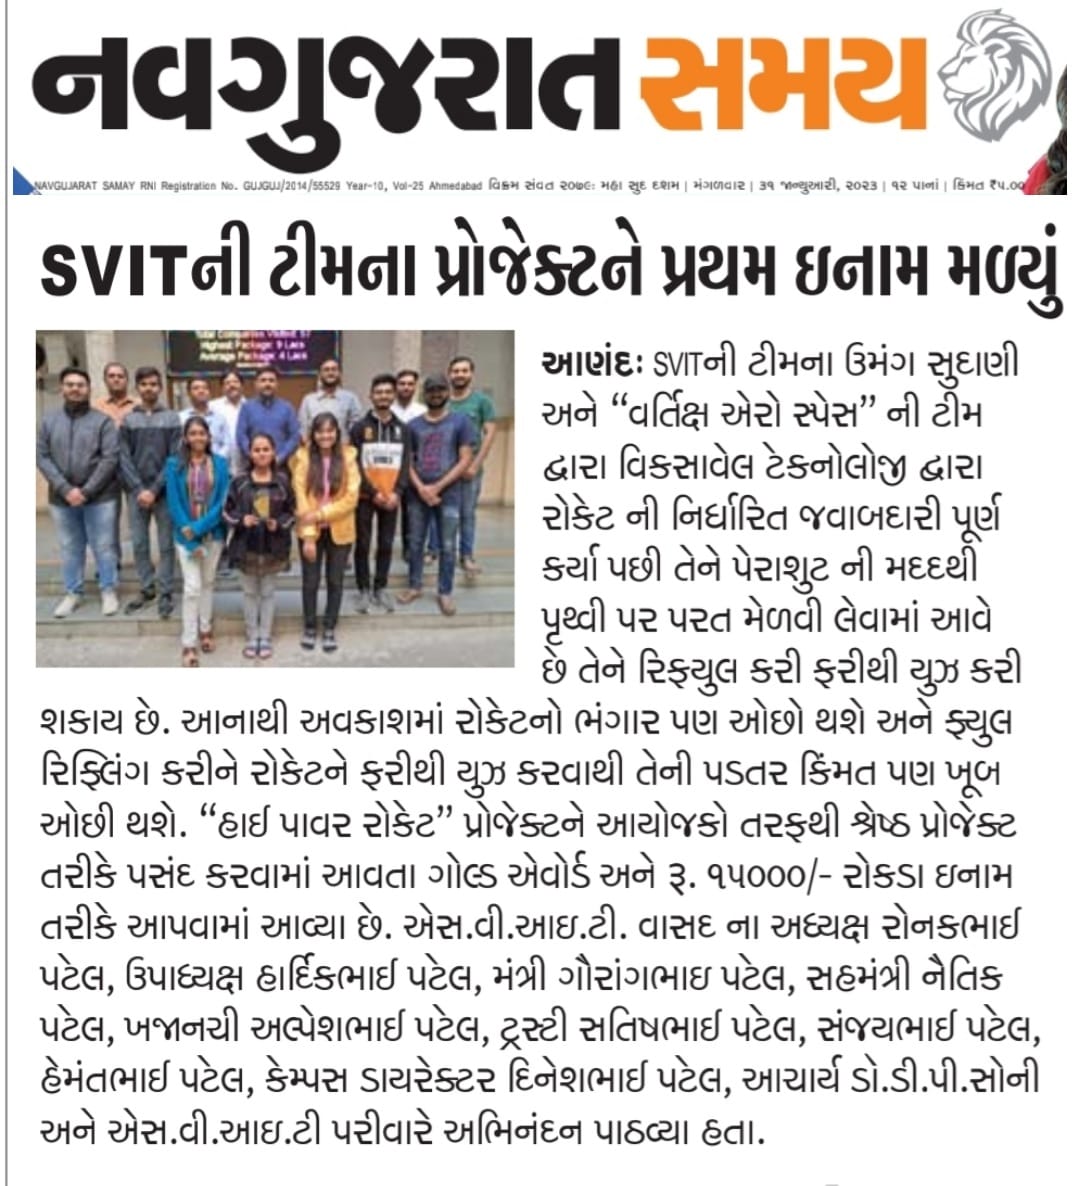 નવગુજરાત સમય
NAVGUJARAT SAMAY RNI Registration No. GUJGUJ/2014/55529 Year-10, Vol-25 Ahmedabad વિક્રમ સંવત ૨૦૭૯: મહા સુદ દશમ | મંગળવાર | ૩૧ જાન્યુઆરી, ૨૦૨૩ | ૧૨ પાનાં | કિંમત ₹૫.૦૦
SVITની ટીમના પ્રોજેક્ટને પ્રથમ ઇનામ મળ્યું
Total Companies Visited: 57
Highest Package: 9 Lacs
Average Package: 4 Lacs
આણંદ: SVITની ટીમના ઉમંગ સુદાણી
અને “વર્તિક્ષ એરો સ્પેસ” ની ટીમ
દ્વારા વિકસાવેલ ટેકનોલોજી દ્વારા
રોકેટ ની નિર્ધારિત જવાબદારી પૂર્ણ
કર્યા પછી તેને પેરાશુટ ની મદદથી
પૃથ્વી પર પરત મેળવી લેવામાં આવે
છે તેને રિફ્યુલ કરી ફરીથી યુઝ કરી
શકાય છે. આનાથી અવકાશમાં રોકેટનો ભંગાર પણ ઓછો થશે અને ફ્યુલ
રિફ્લિંગ કરીને રોકેટને ફરીથી યુઝ કરવાથી તેની પડતર કિંમત પણ ખૂબ
ઓછી થશે. “હાઈ પાવર રોકેટ” પ્રોજેક્ટને આયોજકો તરફથી શ્રેષ્ઠ પ્રોજેક્ટ
તરીકે પસંદ કરવામાં આવતા ગોલ્ડ એવોર્ડ અને રૂ. ૧૫૦૦૦/- રોકડા ઇનામ
તરીકે આપવામાં આવ્યા છે. એસ.વી.આઇ.ટી. વાસદ ના અધ્યક્ષ રોનકભાઈ
પટેલ, ઉપાધ્યક્ષ હાર્દિકભાઈ પટેલ, મંત્રી ગૌરાંગભાઇ પટેલ, સહમંત્રી નૈતિક
પટેલ, ખજાનચી અલ્પેશભાઈ પટેલ, ટ્રસ્ટી સતિષભાઈ પટેલ, સંજયભાઈ પટેલ,
હેમંતભાઈ પટેલ, કેમ્પસ ડાયરેક્ટર દિનેશભાઈ પટેલ, આચાર્ય ડો.ડી.પી.સોની
અને એસ.વી.આઇ.ટી પરીવારે અભિનંદન પાઠવ્યા હતા.